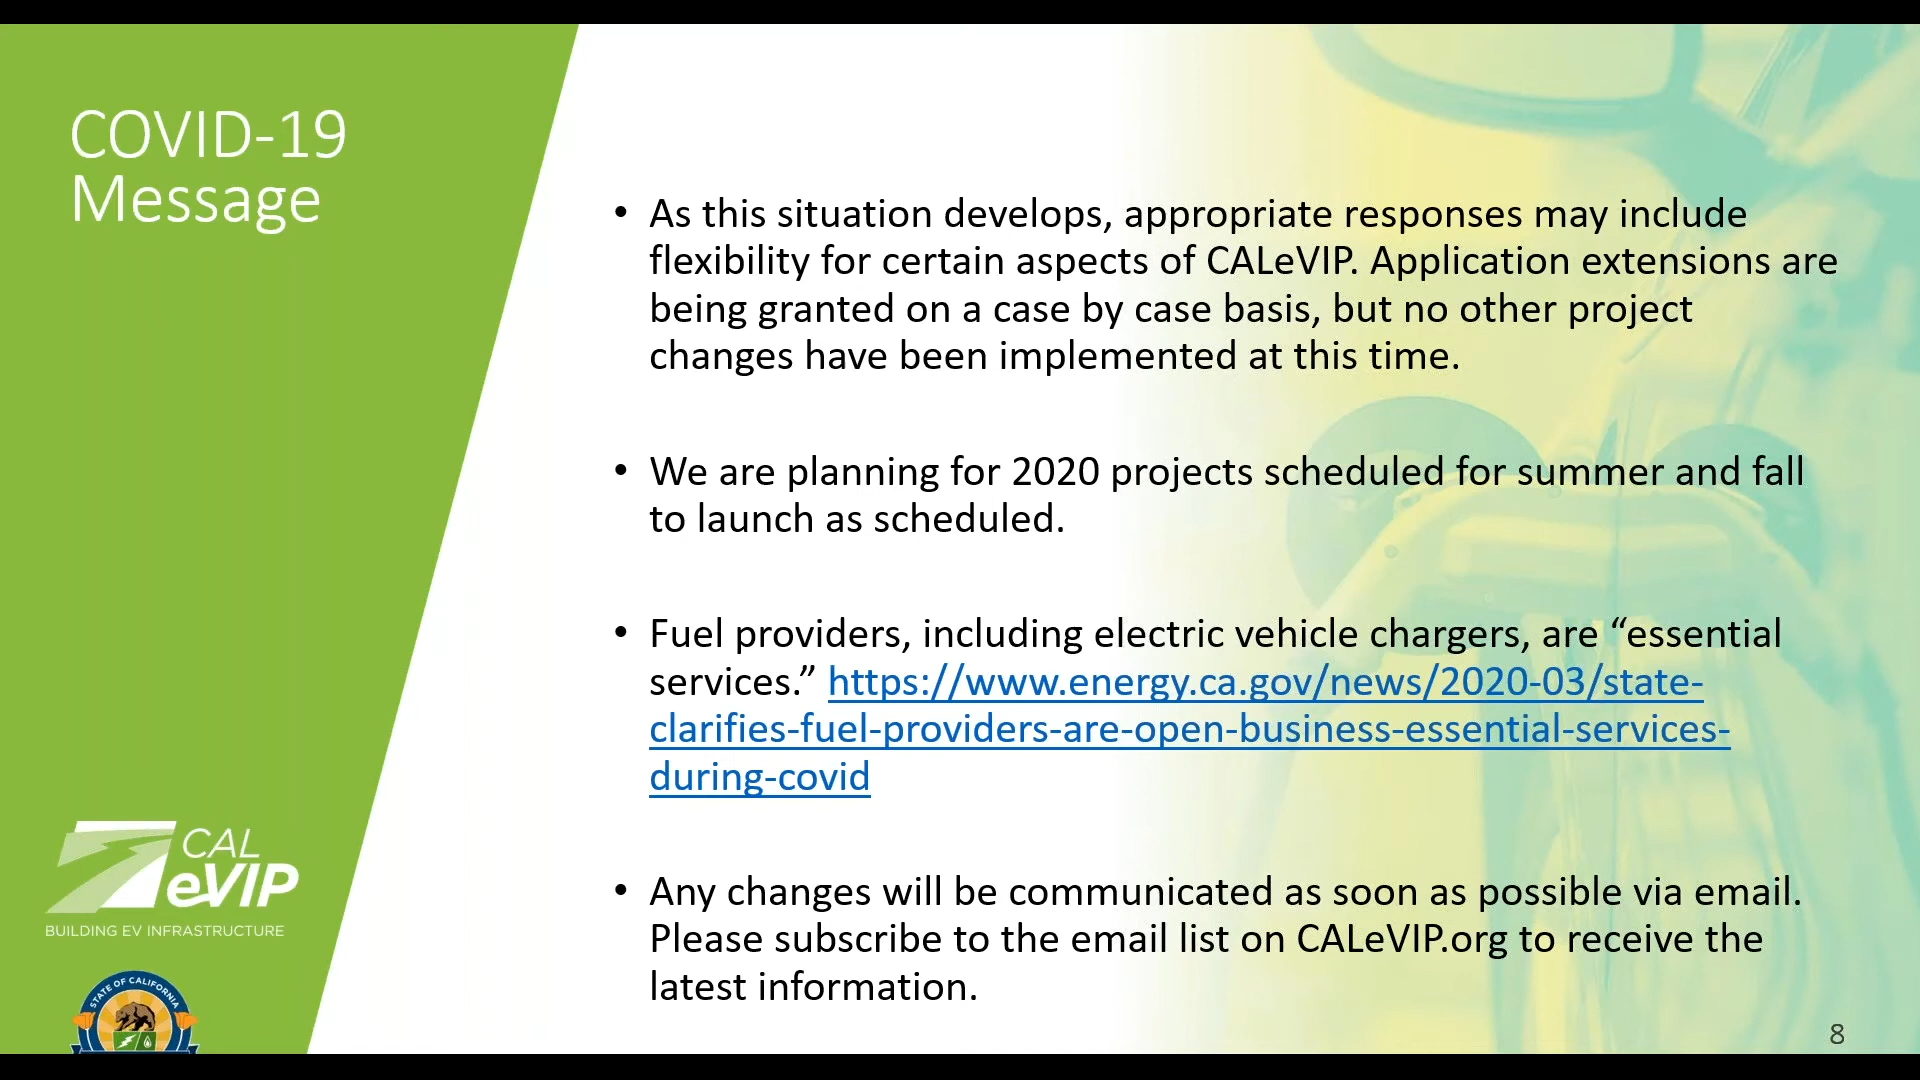 COVID-19
Message
• As this situation develops, appropriate responses may include
flexibility for certain aspects of CALeVIP. Application extensions are
being granted on a case by case basis, but no other project
changes have been implemented at this time.
• We are planning for 2020 projects scheduled for summer and fall
to launch as scheduled.
• Fuel providers, including electric vehicle chargers, are “essential
services.” https://www.energy.ca.gov/news/2020-03/state-
clarifies-fuel-providers-are-open-business-essential-services-
during-covid
• Any changes will be communicated as soon as possible via email.
Please subscribe to the email list on CALeVIP.org to receive the
latest information.
CAL
eVIP
BUILDING EV INFRASTRUCTURE
STATE OF CALIFORNIA
8